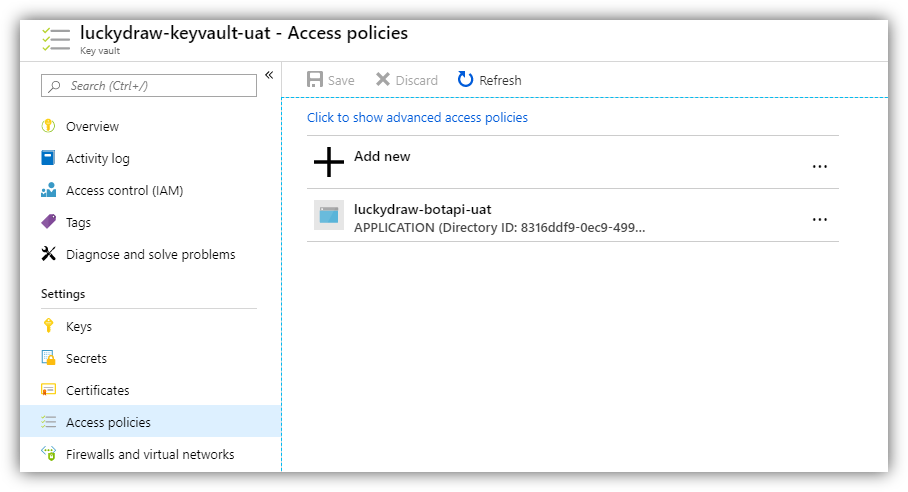 luckydraw-keyvault-uat - Access policies
Key vault
Search (Ctrl+/)
«
Overview
Activity log
Access control (IAM)
Tags
Diagnose and solve problems
Settings
Keys
Secrets
Certificates
Access policies
Firewalls and virtual networks
Save
Discard
Refresh
Click to show advanced access policies
Add new
...
luckydraw-botapi-uat
APPLICATION (Directory ID: 8316ddf9-0ec9-499...
...